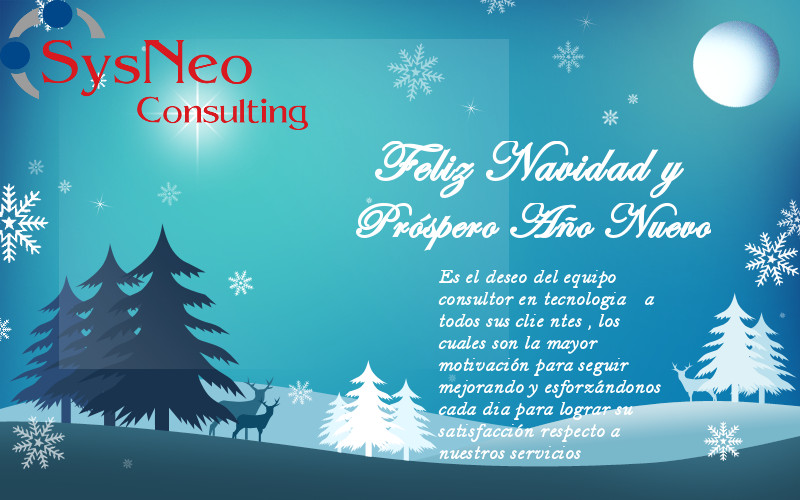 SysNeo
Consulting
Feliz Navidad y
Próspero Año Nuevo
Es el deseo del equipo
consultor en tecnologia a
todos sus clie ntes , los
cuales son la mayor
motivación para seguir
mejorando y esforzándonos
cada dia para lograr su
satisfacción respecto a
nuestros servicios